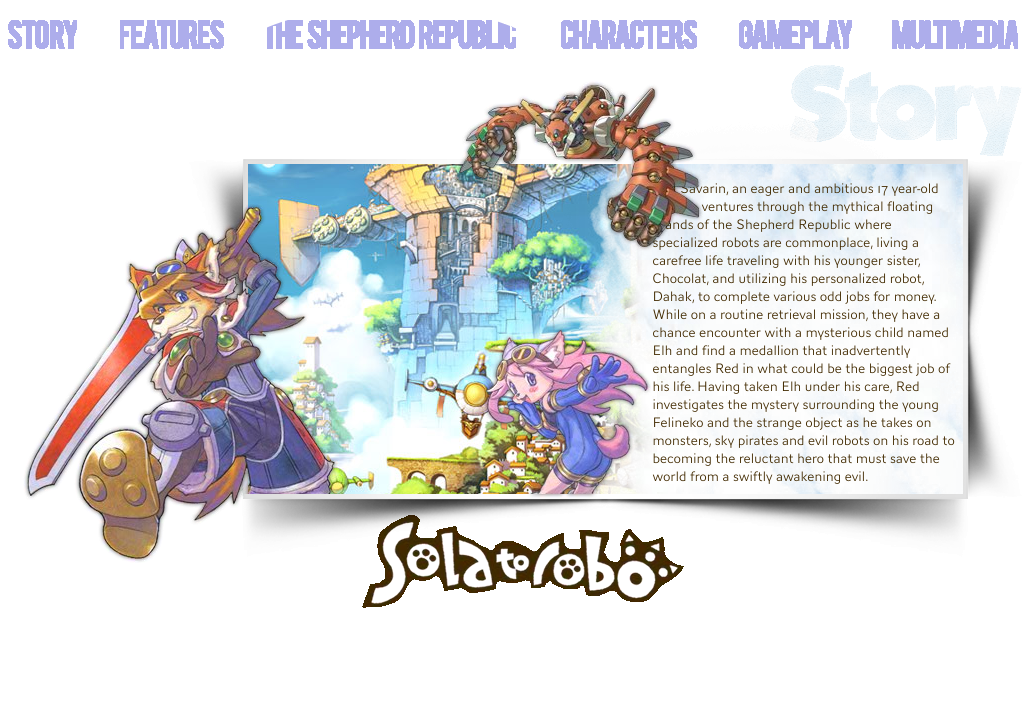 STORY FEATURES THE SHEPHERD REPUBLIC CHARACTERS GAMEPLAY MULTIMEDIA
Story
Savarin, an eager and ambitious 17 year-old
ventures through the mythical floating
of the Shepherd Republic where
specialized robots are commonplace, living a
carefree life traveling with his younger sister,
Chocolat, and utilizing his personalized robot,
Dahak, to complete various odd jobs for money.
While on a routine retrieval mission, they have a
chance encounter with a mysterious child named
Elh and find a medallion that inadvertently
entangles Red in what could be the biggest job of
his life. Having taken Elh under his care, Red
investigates the mystery surrounding the young
Felineko and the strange object as he takes on
monsters, sky pirates and evil robots on his road to
becoming the reluctant hero that must save the
world from a swiftly awakening evil.
Solatorobo